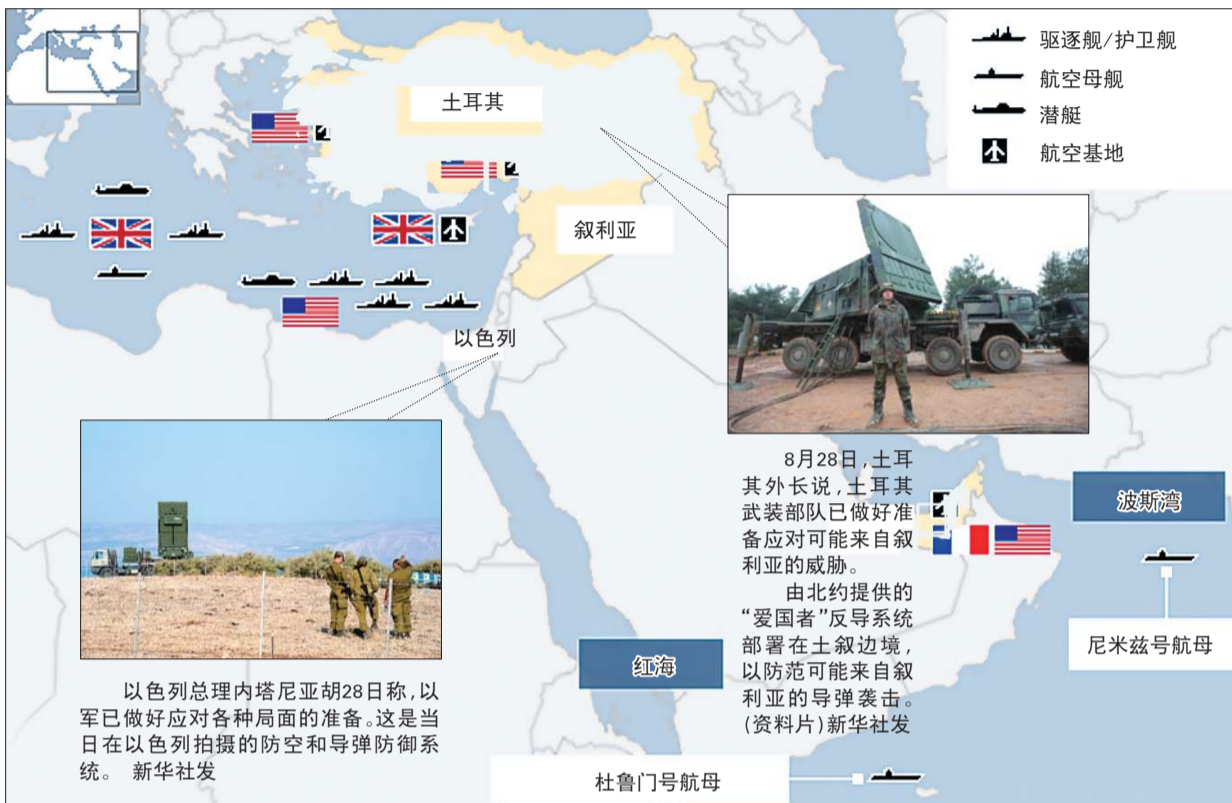 驱逐舰/护卫舰
航空母舰
潜艇
航空基地
土耳其
叙利亚
以色列
8月28日,土耳
其外长说,土耳其
武装部队已做好准
备应对可能来自叙
利亚的威胁。
由北约提供的
“爱国者”反导系统
部署在土叙边境,
以防范可能来自叙
利亚的导弹袭击。
(资料片)新华社发
波斯湾
尼米兹号航母
红海
以色列总理内塔尼亚胡28日称,以
军已做好应对各种局面的准备。这是当
日在以色列拍摄的防空和导弹防御系
统。 新华社发
杜鲁门号航母